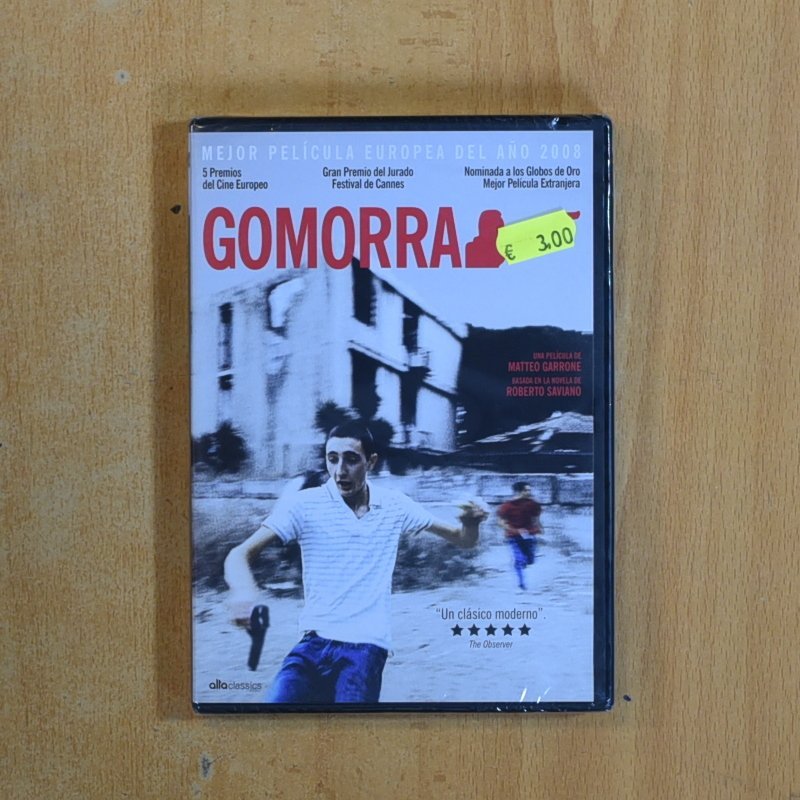 MEJOR PELÍCULA EUROPEA DEL AÑO 2008
5 Premios
del Cine Europeo
Gran Premio del Jurado
Festival de Cannes
Nominada a los Globos de Oro
Mejor Película Extranjera
GOMORRA
€ 3,00
UNA PELÍCULA DE
MATTEO GARRONE
BASADA EN LA NOVELA DE
ROBERTO SAVIANO
"Un clásico moderno".
★★★★★
The Observer
altaclassics